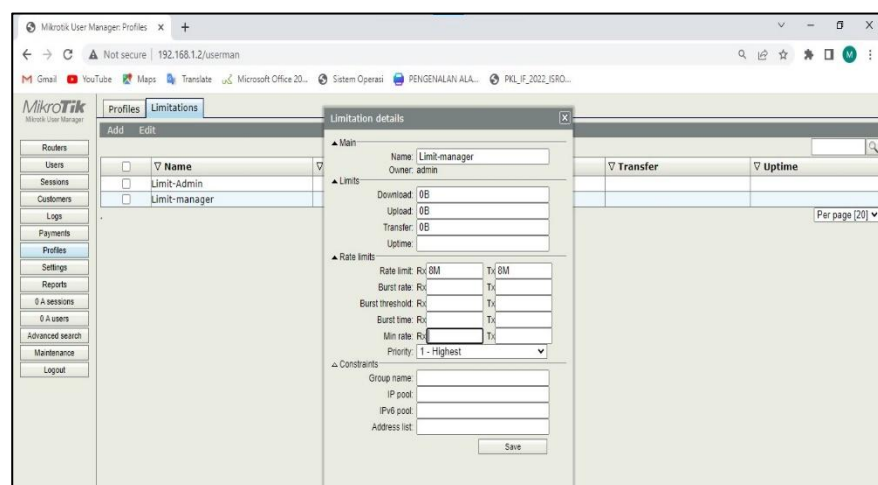 Mikrotik User Manager: Profiles
Not secure | 192.168.1.2/userman
Gmail YouTube Maps Translate Microsoft Office 20... Sistem Operasi PENGENALAN ALA... PKL_IF_2022_ISRO...
M
MikroTik
Mikrotik User Manager
Routers
Users
Sessions
Customers
Logs
Payments
Profiles
Settings
Reports
0 A sessions
0 A users
Advanced search
Maintenance
Logout
Profiles Limitations
Add Edit
Name Transfer Uptime
Limit-Admin
Limit-manager
Per page [20]
Limitation details
Main
Name: Limit-manager
Owner: admin
Limits
Download: 0B
Upload: 0B
Transfer: 0B
Uptime:
Rate limits
Rate limit: Rx 8M Tx 8M
Burst rate: Rx Tx
Burst threshold: Rx Tx
Burst time: Rx Tx
Min rate: Rx Tx
Priority: 1 - Highest
Constraints
Group name:
IP pool:
IPv6 pool:
Address list:
Save